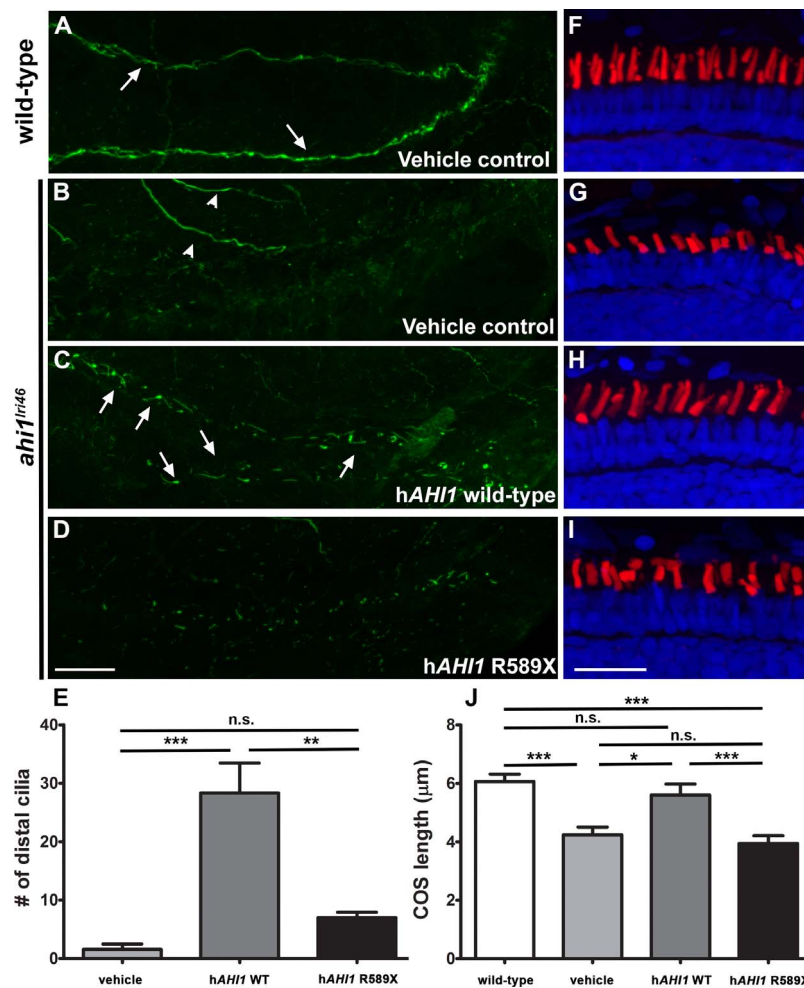 wild-type
A
Vehicle control
F
ahi1lri46
B
Vehicle control
G
C
hAHI1 wild-type
H
D
hAHI1 R589X
I
E
# of distal cilia
40
30
20
10
0
n.s.
*** **
vehicle hAHI1 WT hAHI1 R589X
J
COS length (µm)
8
6
4
2
0
***
n.s.
n.s.
*** * ***
wild-type vehicle hAHI1 WT hAHI1 R589X